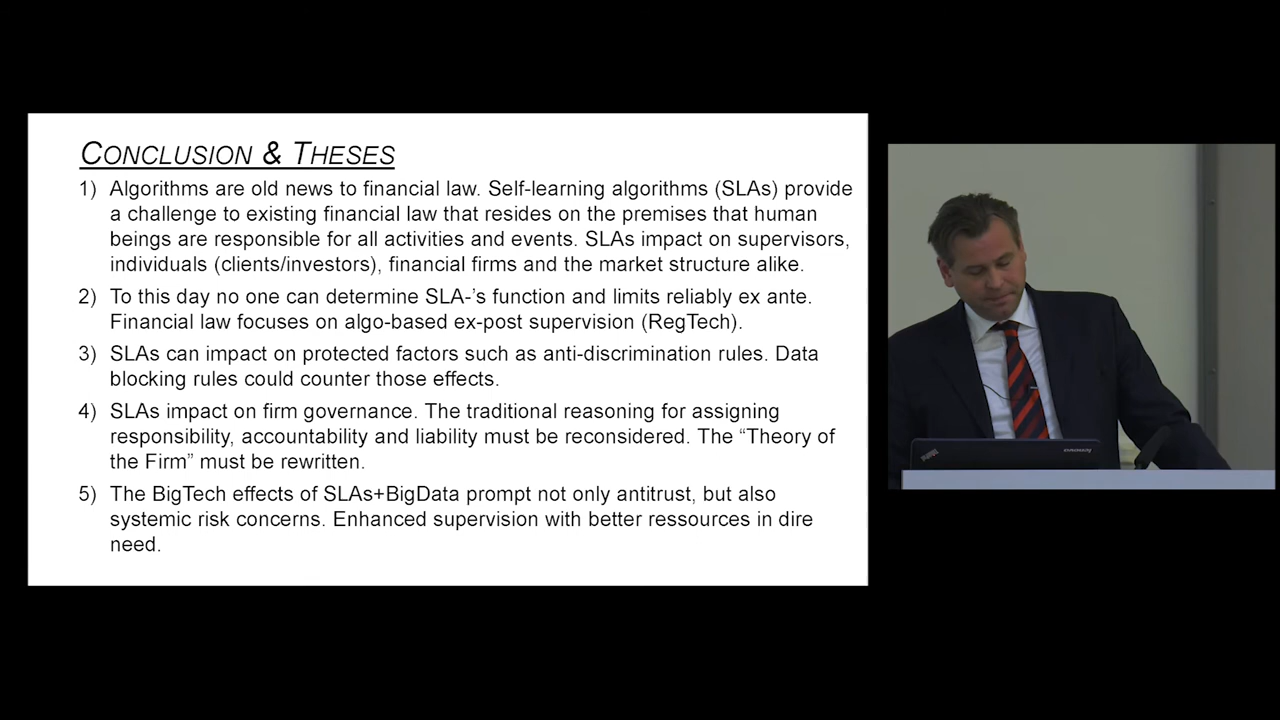 CONCLUSION & THESES
1) Algorithms are old news to financial law. Self-learning algorithms (SLAs) provide
a challenge to existing financial law that resides on the premises that human
beings are responsible for all activities and events. SLAs impact on supervisors,
individuals (clients/investors), financial firms and the market structure alike.
2) To this day no one can determine SLA-'s function and limits reliably ex ante.
Financial law focuses on algo-based ex-post supervision (RegTech).
3) SLAs can impact on protected factors such as anti-discrimination rules. Data
blocking rules could counter those effects.
4) SLAs impact on firm governance. The traditional reasoning for assigning
responsibility, accountability and liability must be reconsidered. The “Theory of
the Firm” must be rewritten.
5) The BigTech effects of SLAs+BigData prompt not only antitrust, but also
systemic risk concerns. Enhanced supervision with better ressources in dire
need.
ThinkPad
lenovo